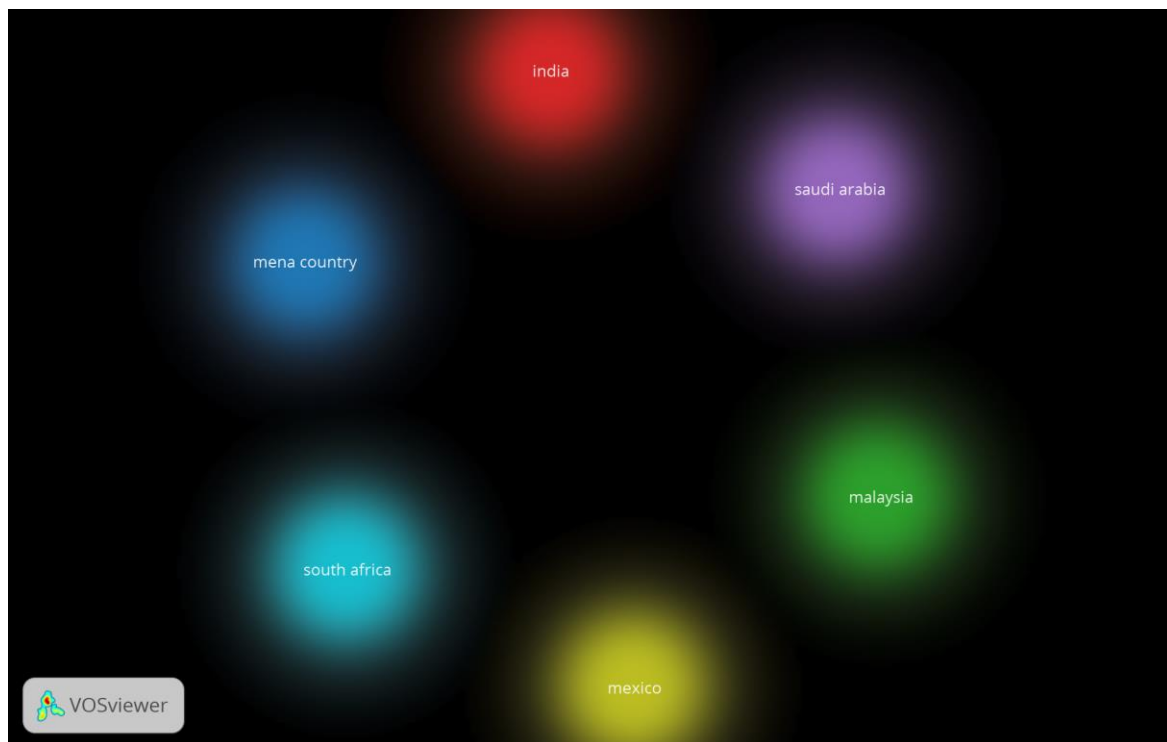 india
saudi arabia
mena country
malaysia
south africa
mexico
VOSviewer